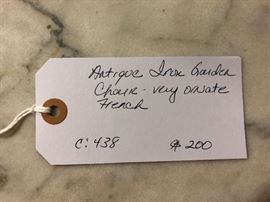 Antique Iron Garden
Chair - very ornate
French
C: 438 $ 200